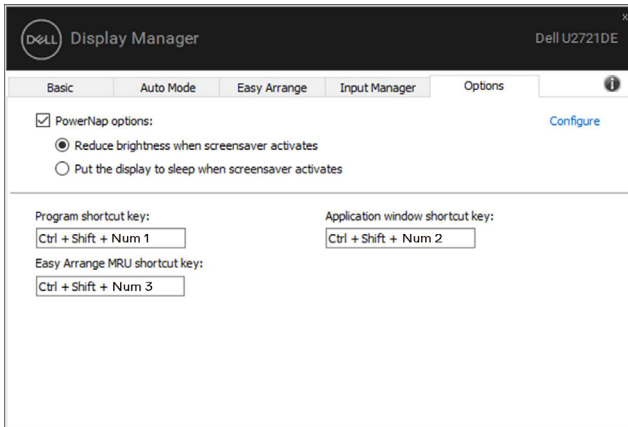 x
DELL Display Manager
Dell U2721DE
Basic Auto Mode Easy Arrange Input Manager Options i
PowerNap options: Configure
Reduce brightness when screensaver activates
Put the display to sleep when screensaver activates
Program shortcut key: Application window shortcut key:
Ctrl + Shift + Num 1 Ctrl + Shift + Num 2
Easy Arrange MRU shortcut key:
Ctrl + Shift + Num 3